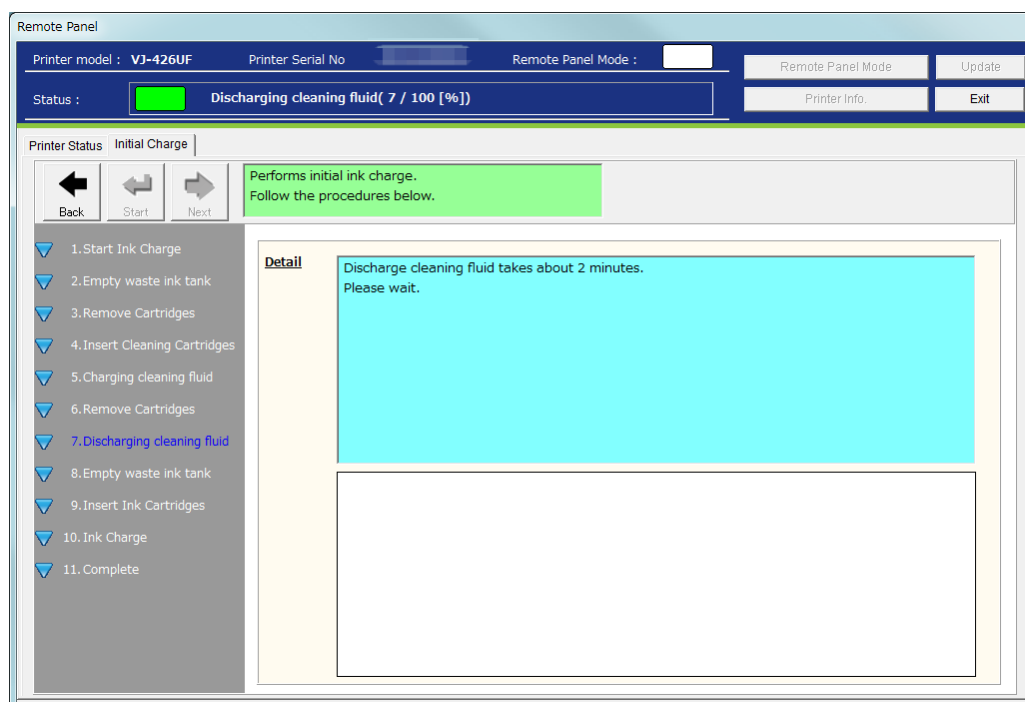 Remote Panel
Printer model : VJ-426UF Printer Serial No Remote Panel Mode :
Remote Panel Mode Update
Status : Discharging cleaning fluid( 7 / 100 [%])
Printer Info. Exit
Printer Status Initial Charge
Back Start Next
Performs initial ink charge.
Follow the procedures below.
1.Start Ink Charge
2.Empty waste ink tank
3.Remove Cartridges
4.Insert Cleaning Cartridges
5.Charging cleaning fluid
6.Remove Cartridges
7.Discharging cleaning fluid
8.Empty waste ink tank
9.Insert Ink Cartridges
10.Ink Charge
11.Complete
Detail
Discharge cleaning fluid takes about 2 minutes.
Please wait.